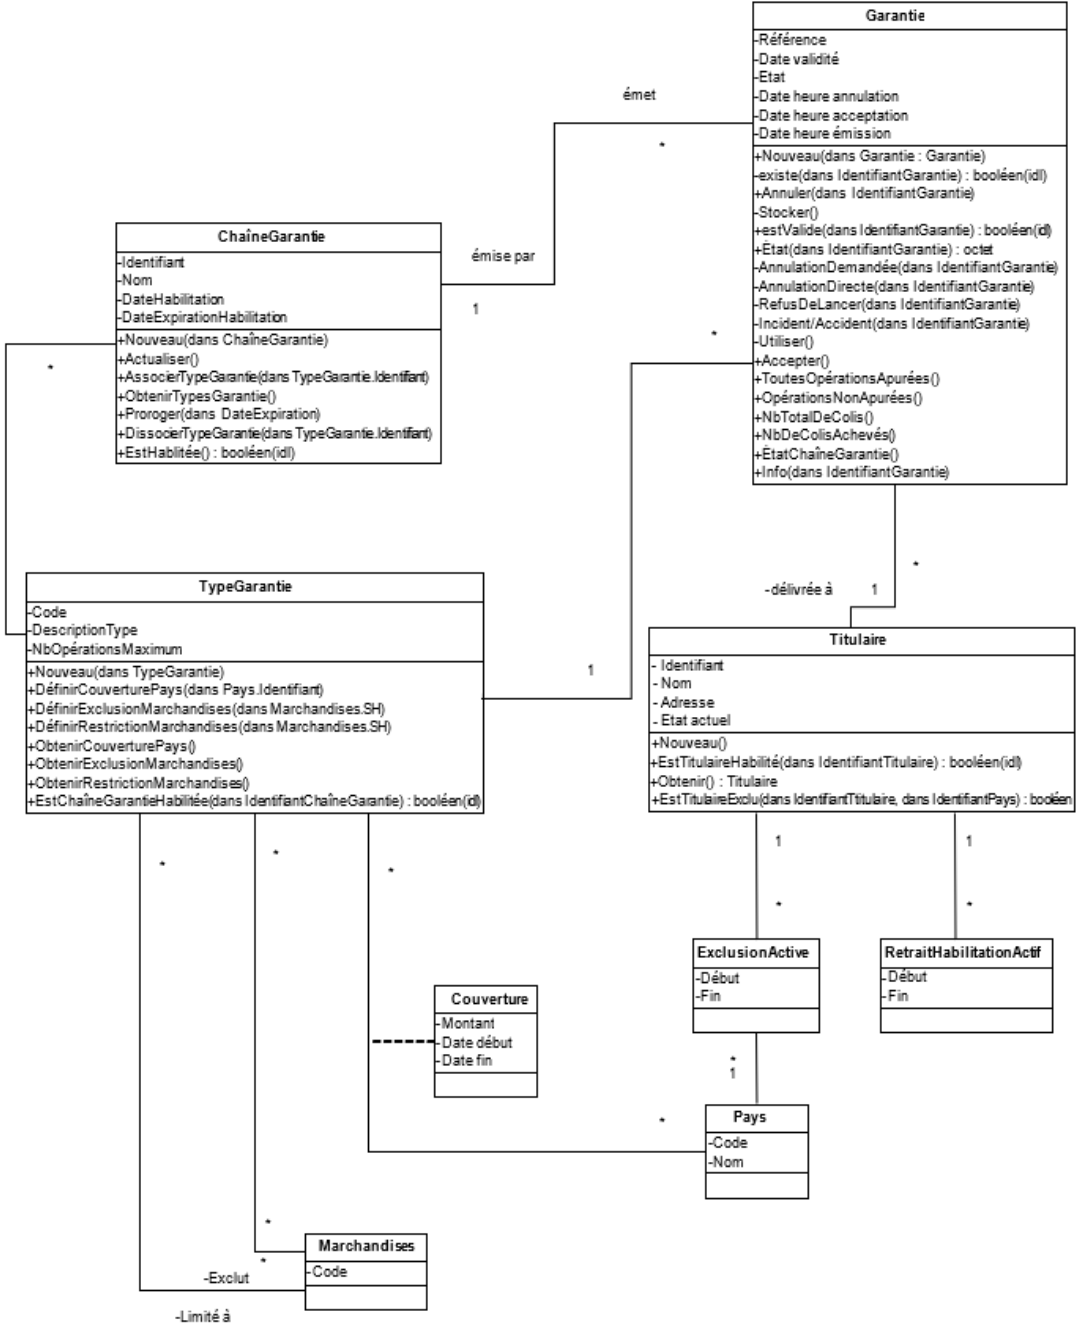 Garantie
-Référence
-Date validité
-Etat
-Date heure annulation
-Date heure acceptation
-Date heure émission
+Nouveau(dans Garantie : Garantie)
-existe(dans IdentifiantGarantie) : booléen(idl)
+Annuler(dans IdentifiantGarantie)
-Stocker()
+estValide(dans IdentifiantGarantie) : booléen(idl)
+État(dans IdentifiantGarantie) : octet
-AnnulationDemandée(dans IdentifiantGarantie)
-AnnulationDirecte(dans IdentifiantGarantie)
-RefusDeLancer(dans IdentifiantGarantie)
-Incident/Accident(dans IdentifiantGarantie)
-Utiliser()
+Accepter()
+ToutesOpérationsApurées()
+OpérationsNonApurées()
+NbTotalDeColis()
+NbDeColisAchevés()
+ÉtatChaîneGarantie()
+Info(dans IdentifiantGarantie)
émet
*
émise par
1
ChaîneGarantie
-Identifiant
-Nom
-DateHabilitation
-DateExpirationHabilitation
+Nouveau(dans ChaîneGarantie)
+Actualiser()
+AssocierTypeGarantie(dans TypeGarantie.Identifiant)
+ObtenirTypesGarantie()
+Proroger(dans DateExpiration)
+DissocierTypeGarantie(dans TypeGarantie.Identifiant)
+EstHablitée() : booléen(idl)
*
*
*
-délivrée à
1
TypeGarantie
-Code
-DescriptionType
-NbOpérationsMaximum
+Nouveau(dans TypeGarantie)
+DéfinirCouverturePays(dans Pays.Identifiant)
+DéfinirExclusionMarchandises(dans Marchandises.SH)
+DéfinirRestrictionMarchandises(dans Marchandises.SH)
+ObtenirCouverturePays()
+ObtenirExclusionMarchandises()
+ObtenirRestrictionMarchandises()
+EstChaîneGarantieHabilitée(dans IdentifiantChaîneGarantie) : booléen(idl)
1
Titulaire
- Identifiant
- Nom
- Adresse
- Etat actuel
+Nouveau()
+EstTitulaireHabilité(dans IdentifiantTitulaire) : booléen(idl)
+Obtenir() : Titulaire
+EstTitulaireExclu(dans IdentifiantTtitulaire, dans IdentifiantPays) : booléen
*
*
*
1
1
*
*
ExclusionActive
-Début
-Fin
RetraitHabilitationActif
-Début
-Fin
Couverture
-Montant
-Date début
-Date fin
*
1
*
Pays
-Code
-Nom
*
*
Marchandises
-Code
-Exclut
-Limité à